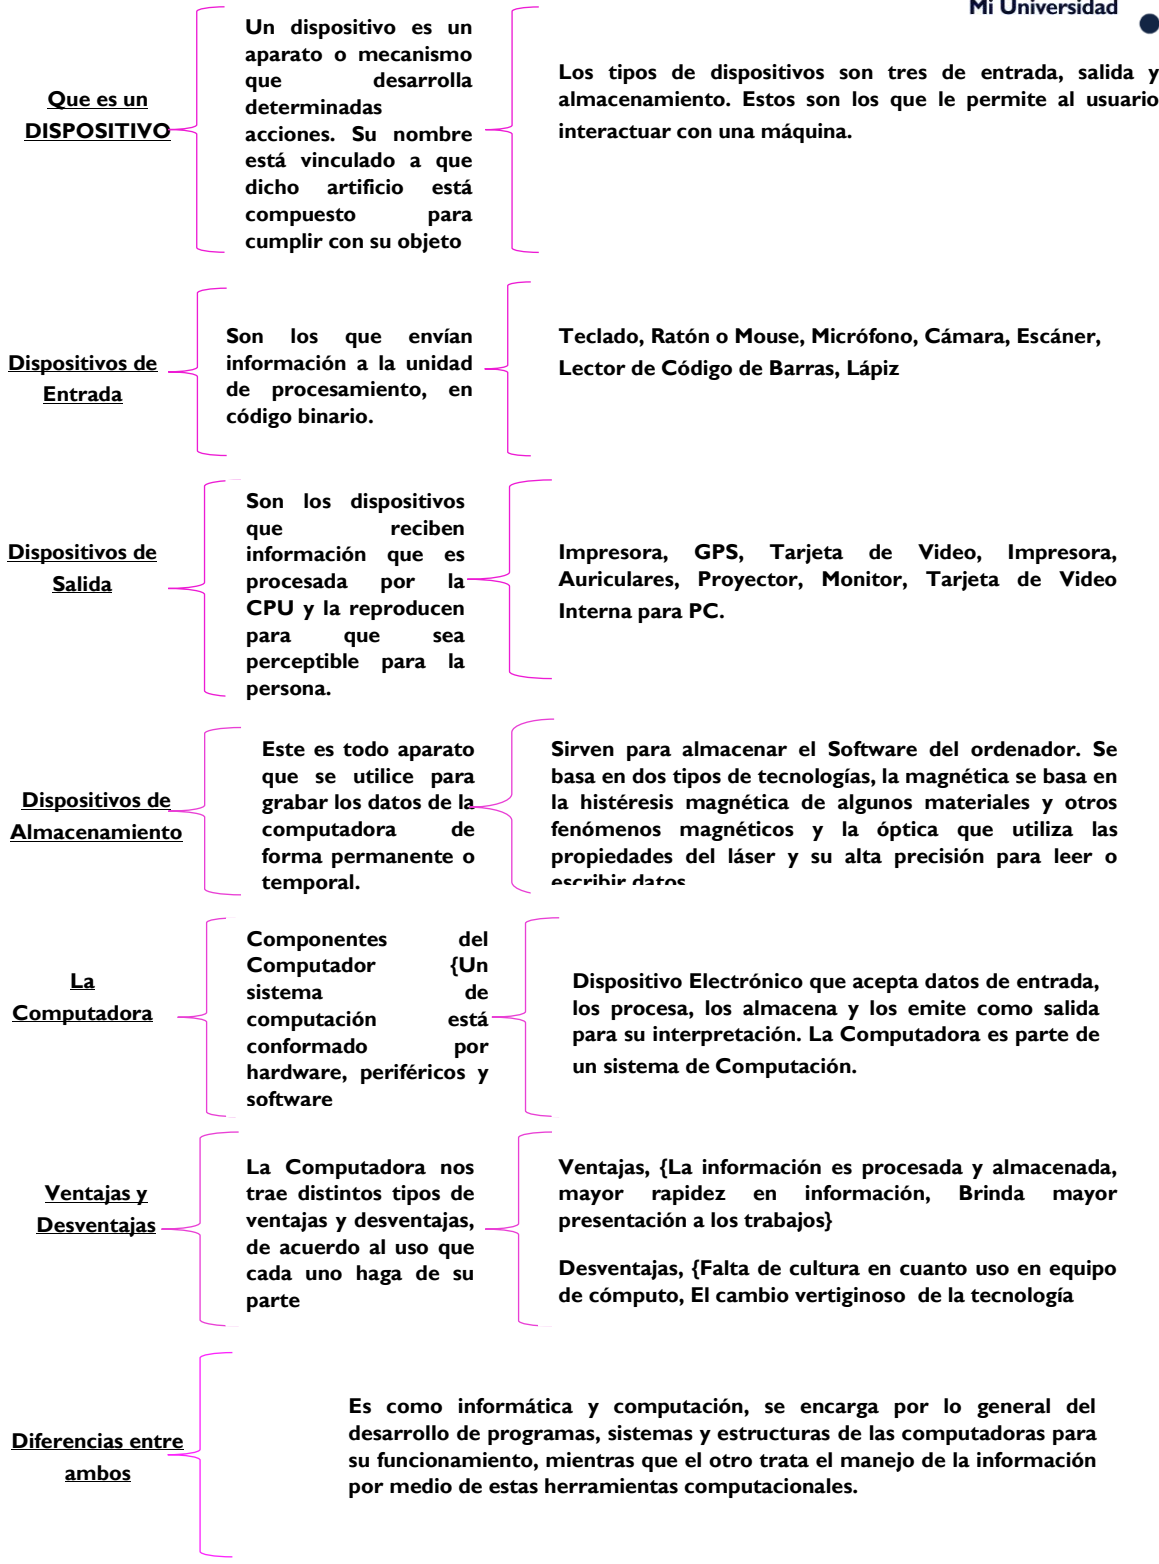 Mi Universidad
Que es un
DISPOSITIVO
Un dispositivo es un
aparato o mecanismo
que desarrolla
determinadas
acciones. Su nombre
está vinculado a que
dicho artificio está
compuesto para
cumplir con su objeto
Los tipos de dispositivos son tres de entrada, salida y
almacenamiento. Estos son los que le permite al usuario
interactuar con una máquina.
Dispositivos de
Entrada
Son los que envían
información a la unidad
de procesamiento, en
código binario.
Teclado, Ratón o Mouse, Micrófono, Cámara, Escáner,
Lector de Código de Barras, Lápiz
Dispositivos de
Salida
Son los dispositivos
que reciben
información que es
procesada por la
CPU y la reproducen
para que sea
perceptible para la
persona.
Impresora, GPS, Tarjeta de Video, Impresora,
Auriculares, Proyector, Monitor, Tarjeta de Video
Interna para PC.
Dispositivos de
Almacenamiento
Este es todo aparato
que se utilice para
grabar los datos de la
computadora de
forma permanente o
temporal.
Sirven para almacenar el Software del ordenador. Se
basa en dos tipos de tecnologías, la magnética se basa en
la histéresis magnética de algunos materiales y otros
fenómenos magnéticos y la óptica que utiliza las
propiedades del láser y su alta precisión para leer o
escribir datos
La
Computadora
Componentes del
Computador {Un
sistema de
computación está
conformado por
hardware, periféricos y
software
Dispositivo Electrónico que acepta datos de entrada,
los procesa, los almacena y los emite como salida
para su interpretación. La Computadora es parte de
un sistema de Computación.
Ventajas y
Desventajas
La Computadora nos
trae distintos tipos de
ventajas y desventajas,
de acuerdo al uso que
cada uno haga de su
parte
Ventajas, {La información es procesada y almacenada,
mayor rapidez en información, Brinda mayor
presentación a los trabajos}
Desventajas, {Falta de cultura en cuanto uso en equipo
de cómputo, El cambio vertiginoso de la tecnología
Diferencias entre
ambos
Es como informática y computación, se encarga por lo general del
desarrollo de programas, sistemas y estructuras de las computadoras para
su funcionamiento, mientras que el otro trata el manejo de la información
por medio de estas herramientas computacionales.